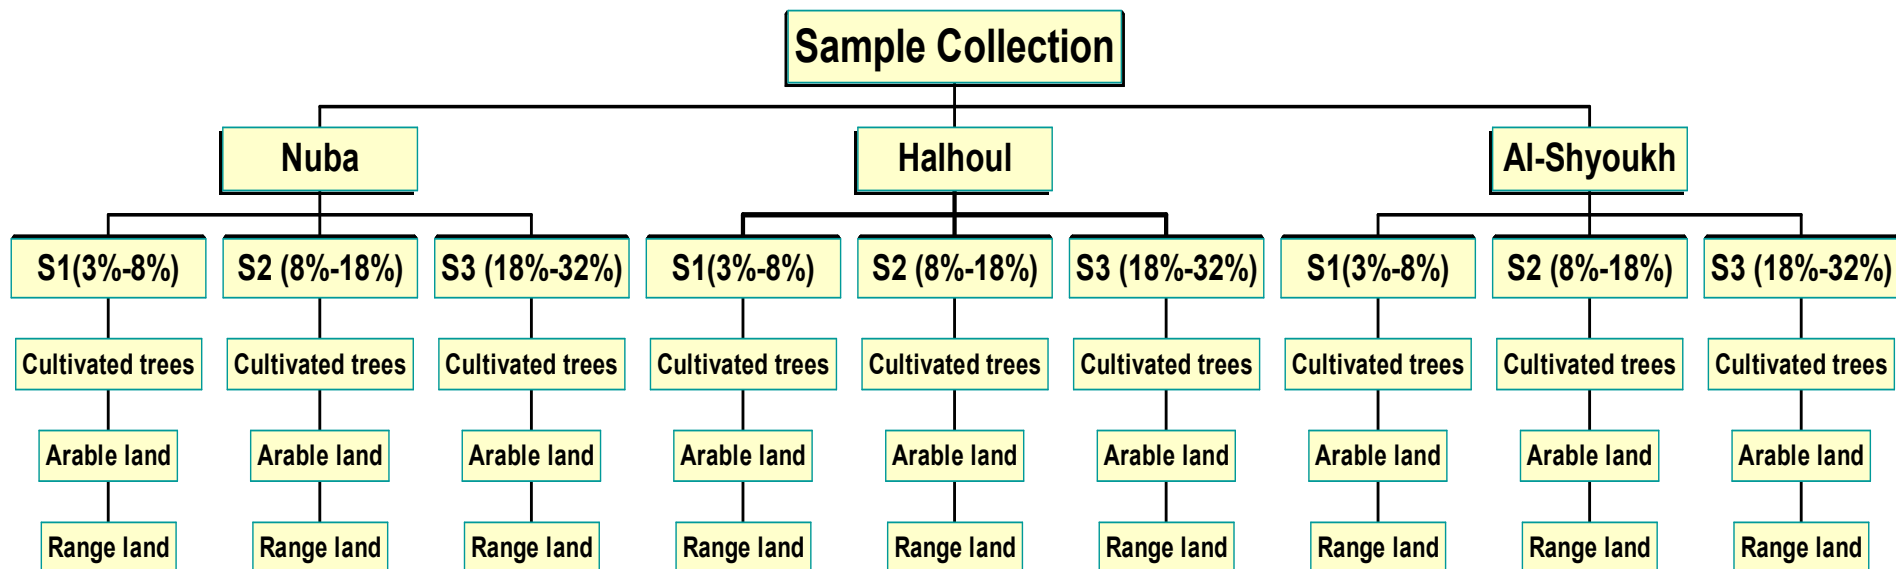 Sample Collection
Nuba
Halhoul
Al-Shyoukh
S1(3%-8%)
S2 (8%-18%)
S3 (18%-32%)
S1(3%-8%)
S2 (8%-18%)
S3 (18%-32%)
S1(3%-8%)
S2 (8%-18%)
S3 (18%-32%)
Cultivated trees
Cultivated trees
Cultivated trees
Cultivated trees
Cultivated trees
Cultivated trees
Cultivated trees
Cultivated trees
Cultivated trees
Arable land
Arable land
Arable land
Arable land
Arable land
Arable land
Arable land
Arable land
Arable land
Range land
Range land
Range land
Range land
Range land
Range land
Range land
Range land
Range land